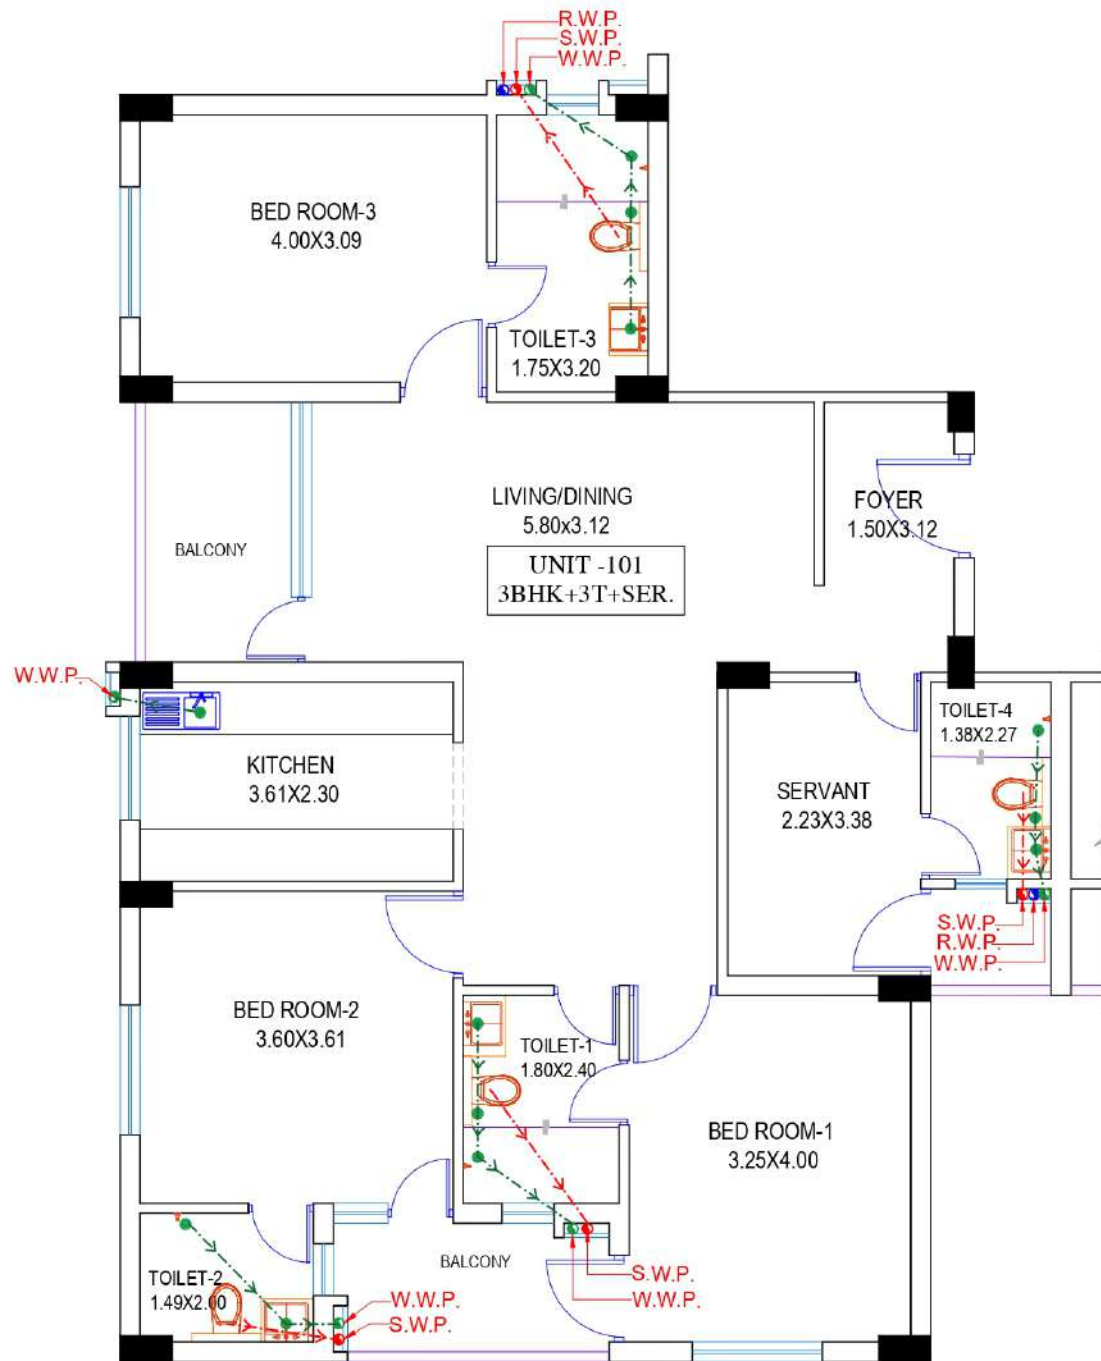 R.W.P.
S.W.P.
W.W.P.
BED ROOM-3
4.00X3.09
TOILET-3
1.75X3.20
LIVING/DINING
5.80x3.12
UNIT -101
3BHK+3T+SER.
FOYER
1.50X3.12
BALCONY
W.W.P.
KITCHEN
3.61X2.30
TOILET-4
1.38X2.27
SERVANT
2.23X3.38
S.W.P.
R.W.P.
W.W.P.
BED ROOM-2
3.60X3.61
TOILET-1
1.80X2.40
BED ROOM-1
3.25X4.00
BALCONY
S.W.P.
W.W.P.
TOILET-2
1.49X2.00
W.W.P.
S.W.P.